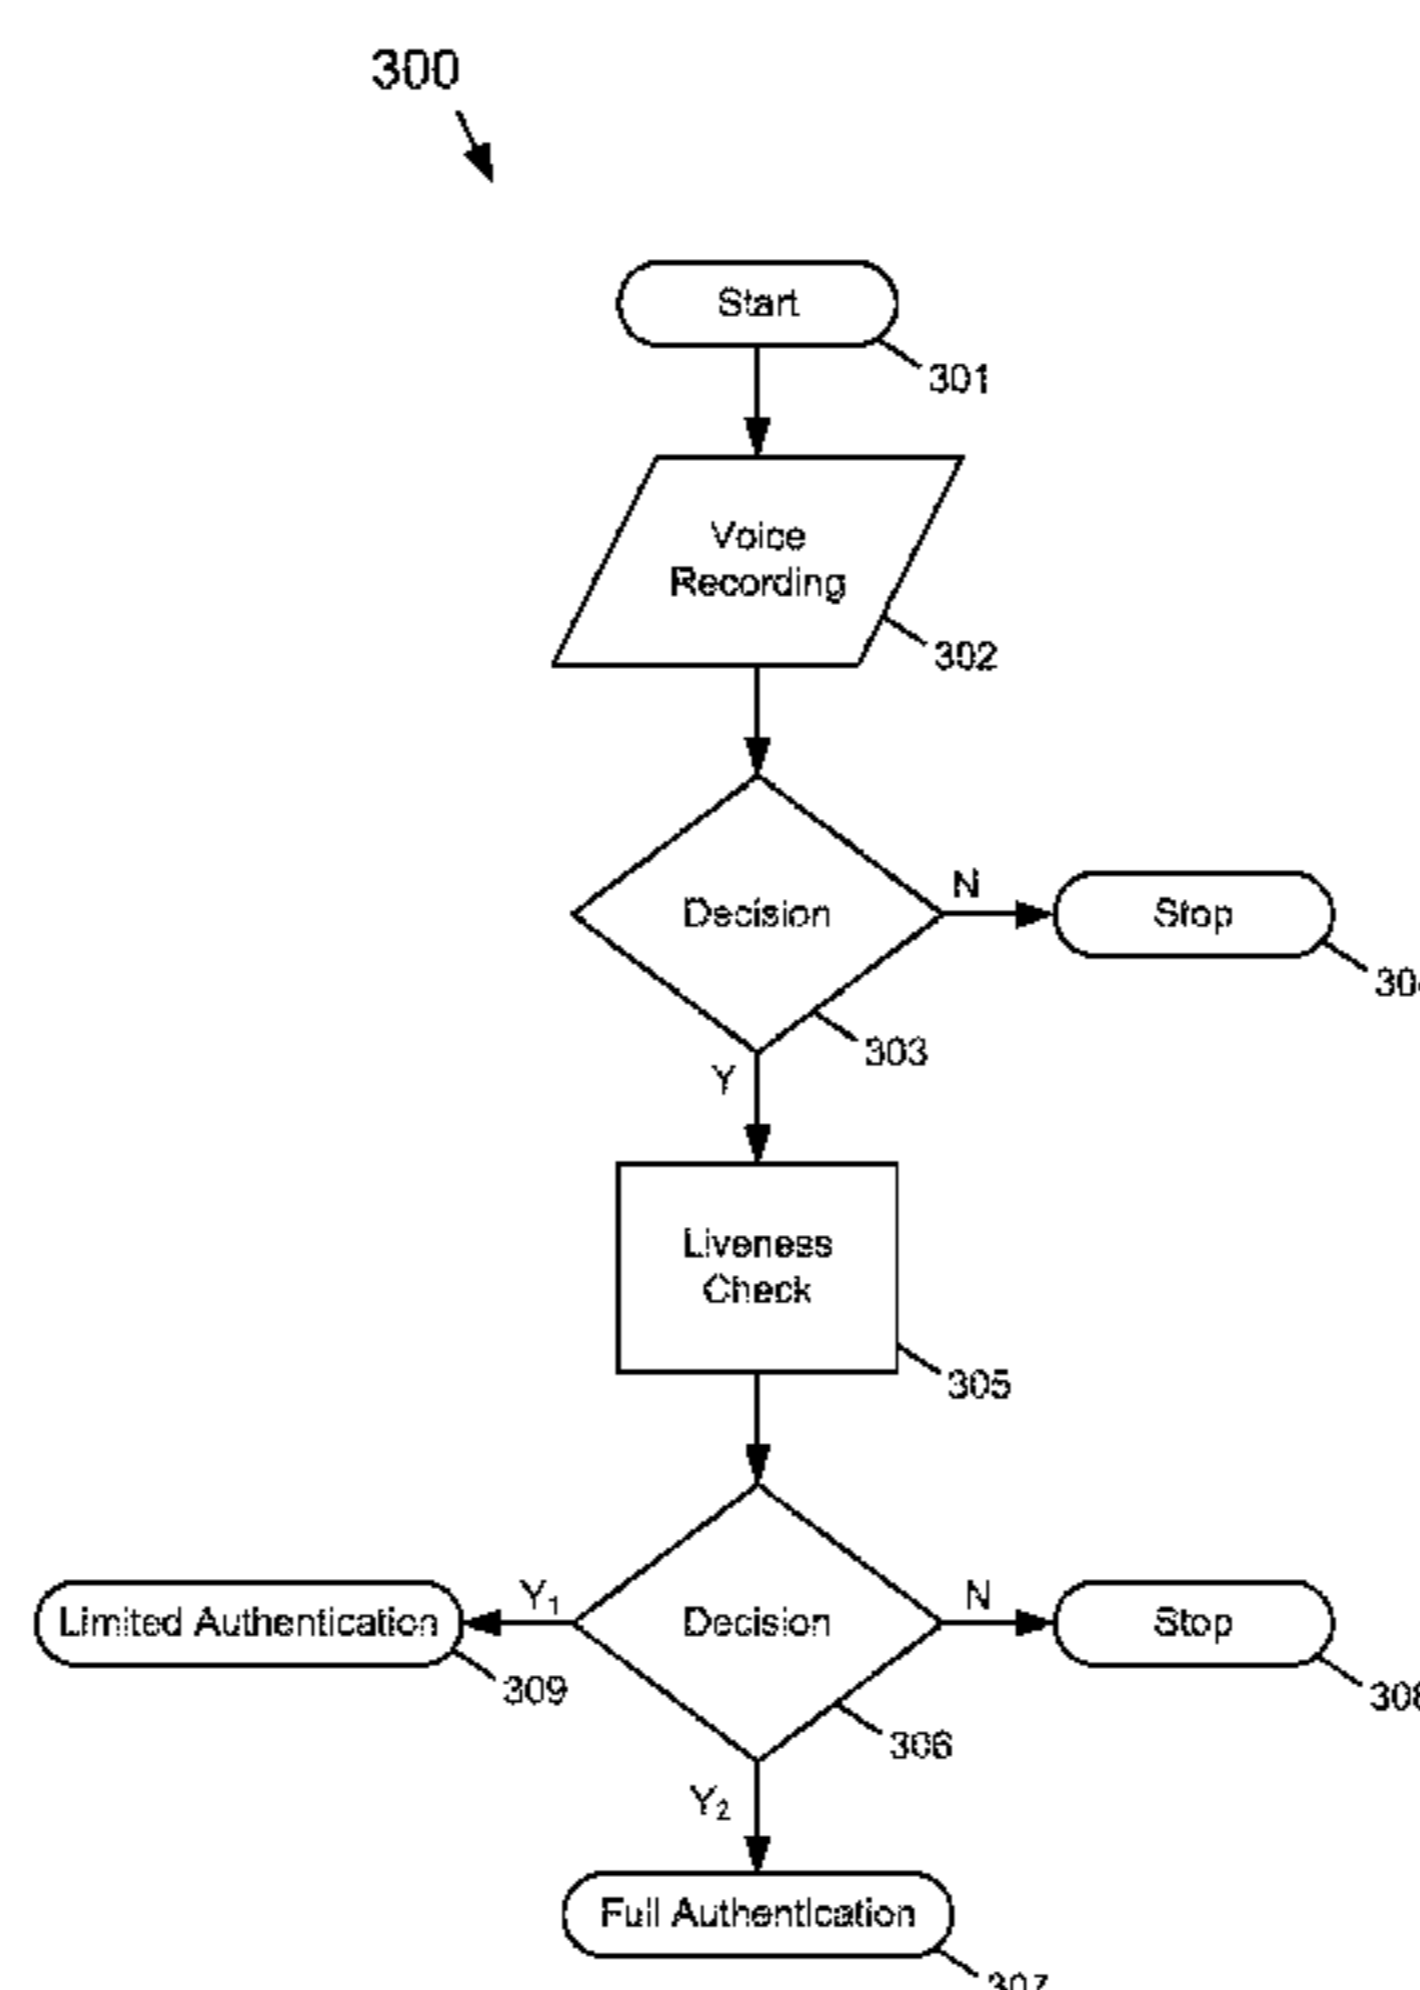 300
Start
301
Voice
Recording
302
Decision
N
Stop
303
Y
Liveness
Check
305
Limited Authentication
Y₁
Decision
N
Stop
309
306
Y₂
Full Authentication